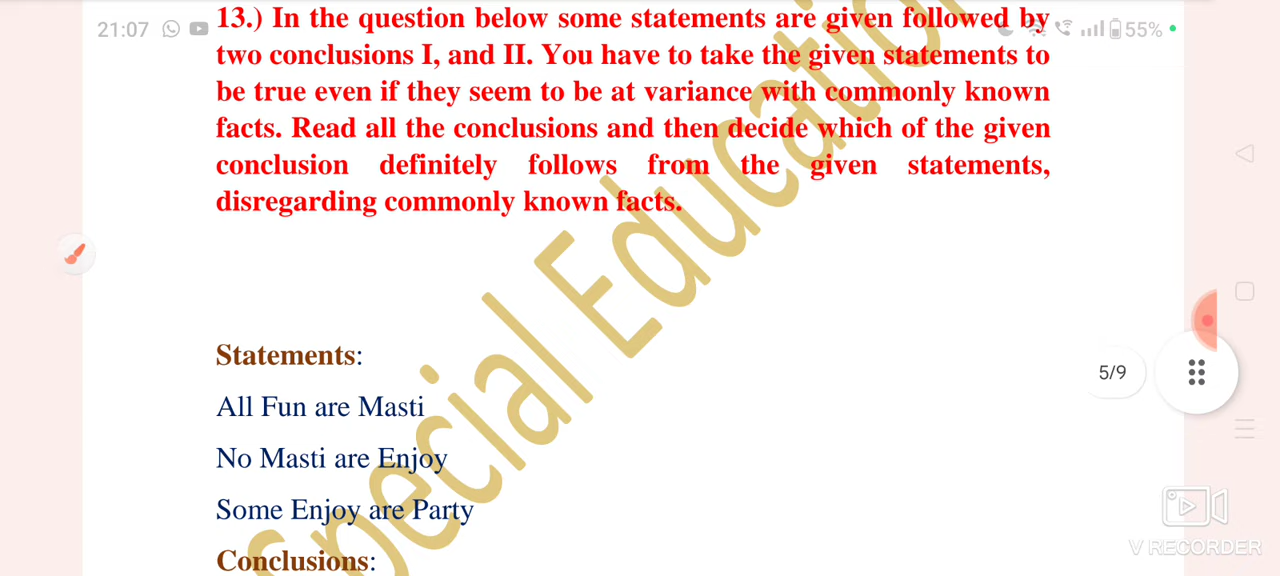 21:07
55%
13.) In the question below some statements are given followed by
two conclusions I, and II. You have to take the given statements to
be true even if they seem to be at variance with commonly known
facts. Read all the conclusions and then decide which of the given
conclusion definitely follows from the given statements,
disregarding commonly known facts.
Special Education
Statements:
5/9
All Fun are Masti
No Masti are Enjoy
Some Enjoy are Party
Conclusions:
V RECORDER